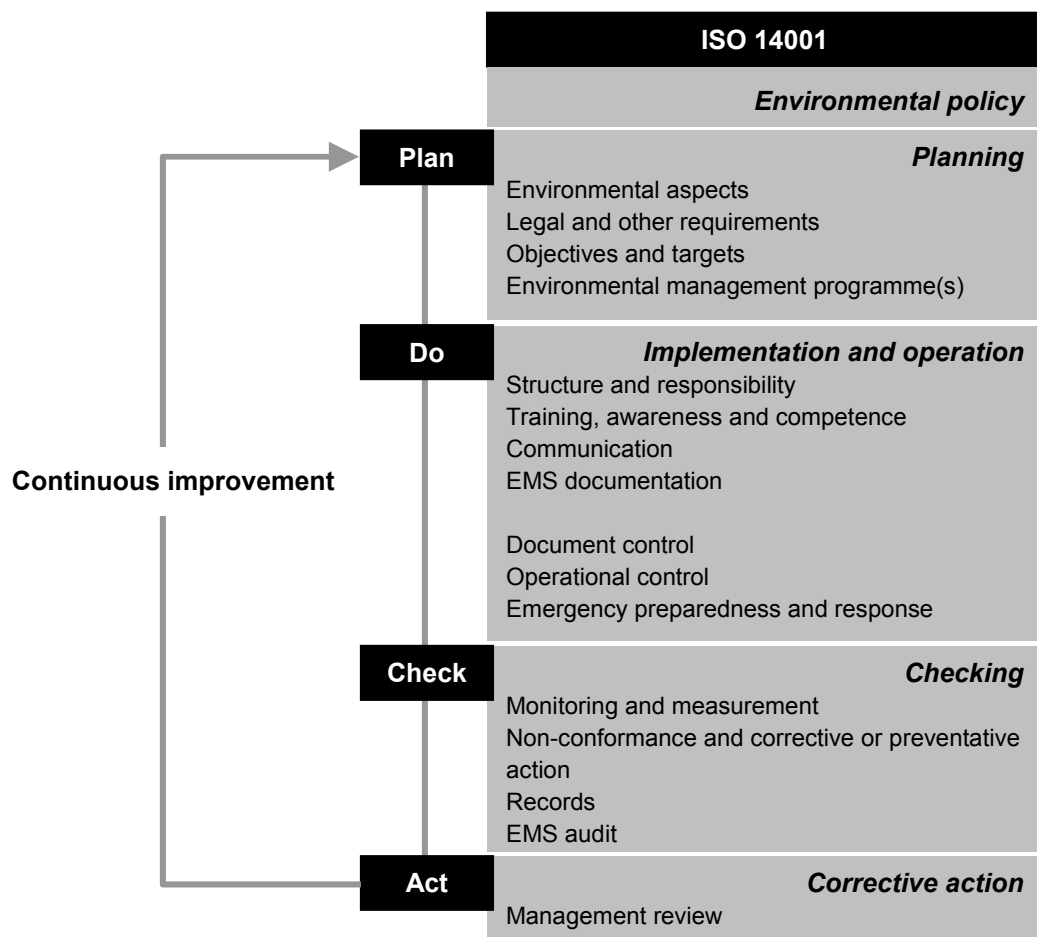 ISO 14001
Environmental policy
Plan
Planning
Environmental aspects
Legal and other requirements
Objectives and targets
Environmental management programme(s)
Do
Implementation and operation
Structure and responsibility
Training, awareness and competence
Communication
EMS documentation
Continuous improvement
Document control
Operational control
Emergency preparedness and response
Check
Checking
Monitoring and measurement
Non-conformance and corrective or preventative
action
Records
EMS audit
Act
Corrective action
Management review